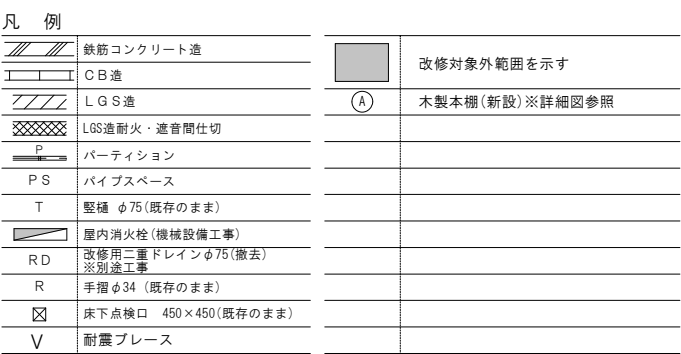 凡 例
鉄筋コンクリート造
CB造
LGS造
LGS造耐火・遮音間仕切
P パーティション
PS パイプスペース
T 竪樋 φ75(既存のまま)
屋内消火栓(機械設備工事)
RD 改修用二重ドレインφ75(撤去)
※別途工事
R 手摺φ34 (既存のまま)
床下点検口 450×450(既存のまま)
V 耐震ブレース
改修対象外範囲を示す
A 木製本棚(新設)※詳細図参照